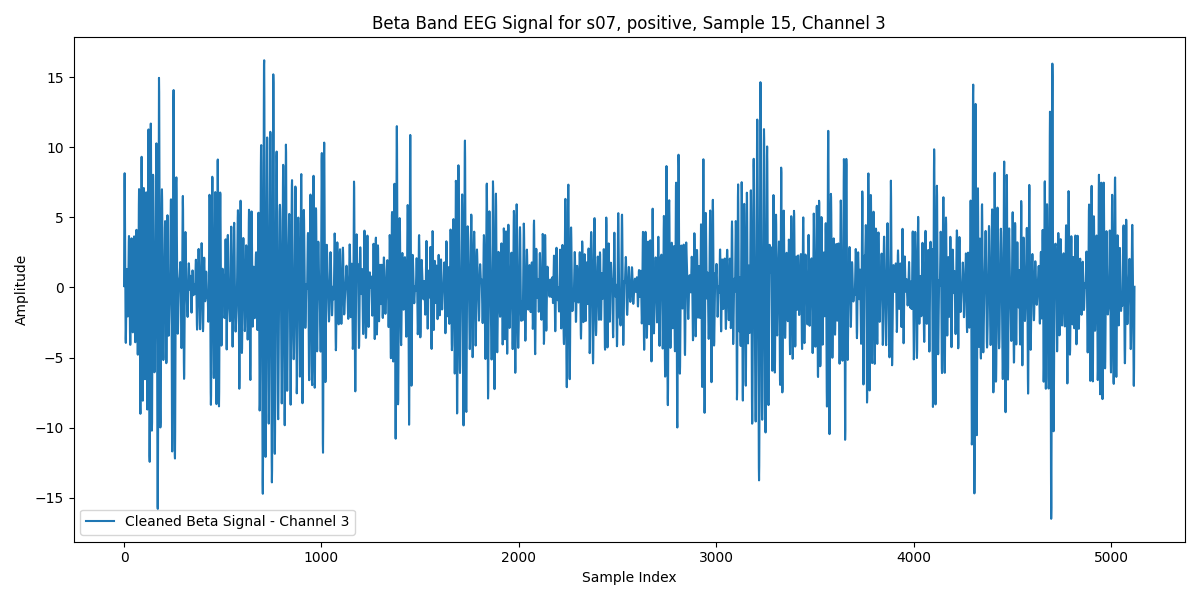 Beta Band EEG Signal for s07, positive, Sample 15, Channel 3
Amplitude
15
10
5
0
−5
−10
−15
Cleaned Beta Signal - Channel 3
0 1000 2000 3000 4000 5000
Sample Index